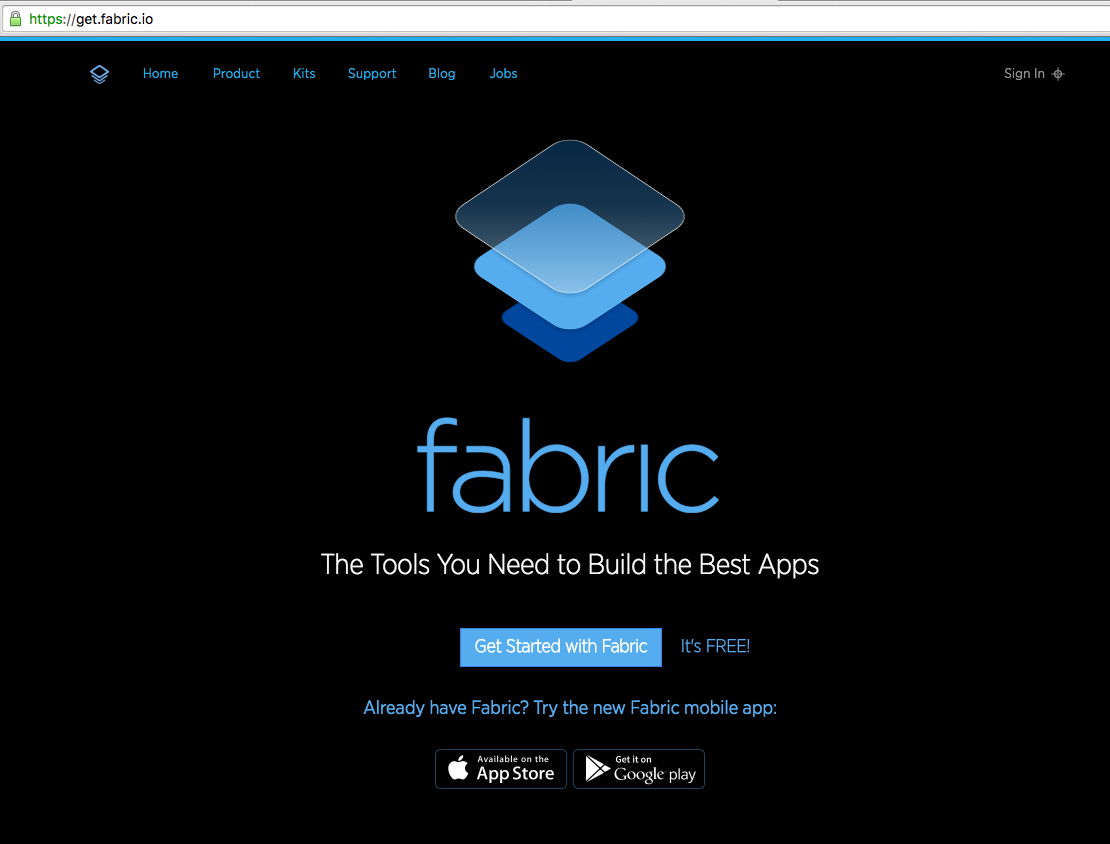 https://get.fabric.io
Home Product Kits Support Blog Jobs Sign In
fabric
The Tools You Need to Build the Best Apps
Get Started with Fabric It's FREE!
Already have Fabric? Try the new Fabric mobile app:
Available on the
App Store
Get it on
Google play